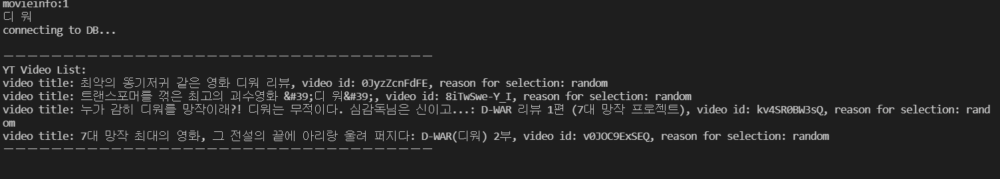 movieinfo:1
디 워
connecting to DB...
ㅡㅡㅡㅡㅡㅡㅡㅡㅡㅡㅡㅡㅡㅡㅡㅡㅡㅡㅡㅡㅡㅡㅡㅡㅡㅡㅡㅡㅡㅡㅡㅡㅡㅡㅡㅡ
YT Video List:
video title: 최악의 똥기저귀 같은 영화 디워 리뷰, video id: 0JyzZcnFdFE, reason for selection: random
video title: 트랜스포머를 꺾은 최고의 괴수영화 &#39;디 워&#39;, video id: 8iTwSwe-Y_I, reason for selection: random
video title: 누가 감히 디워를 망작이래?! 디워는 무적이다. 심감독님은 신이고...: D-WAR 리뷰 1편 (7대 망작 프로젝트), video id: kv4SR0BW3sQ, reason for selection: rand
om
video title: 7대 망작 최대의 영화, 그 전설의 끝에 아리랑 울려 퍼지다: D-WAR(디워) 2부, video id: v0JOC9ExSEQ, reason for selection: random
ㅡㅡㅡㅡㅡㅡㅡㅡㅡㅡㅡㅡㅡㅡㅡㅡㅡㅡㅡㅡㅡㅡㅡㅡㅡㅡㅡㅡㅡㅡㅡㅡㅡㅡㅡㅡ